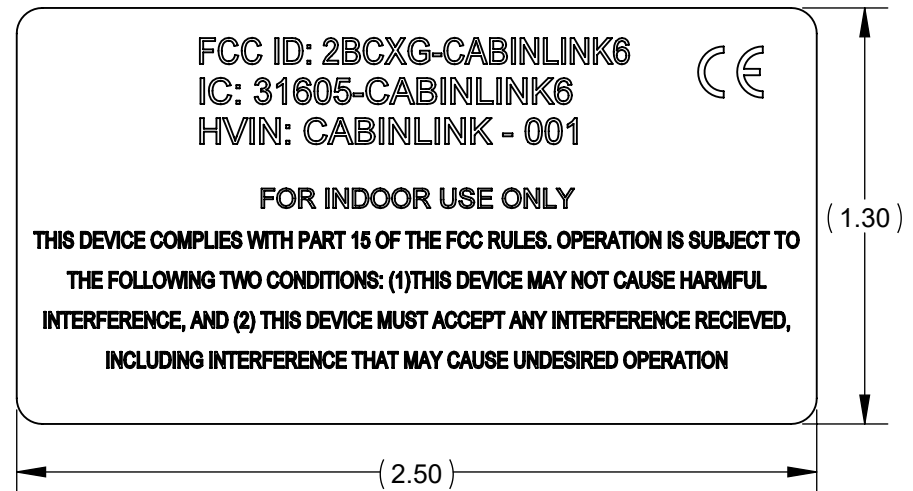 FCC ID: 2BCXG-CABINLINK6
CE
IC: 31605-CABINLINK6
HVIN: CABINLINK - 001
FOR INDOOR USE ONLY
THIS DEVICE COMPLIES WITH PART 15 OF THE FCC RULES. OPERATION IS SUBJECT TO
THE FOLLOWING TWO CONDITIONS: (1)THIS DEVICE MAY NOT CAUSE HARMFUL
INTERFERENCE, AND (2) THIS DEVICE MUST ACCEPT ANY INTERFERENCE RECIEVED,
INCLUDING INTERFERENCE THAT MAY CAUSE UNDESIRED OPERATION
(1.30)
(2.50)